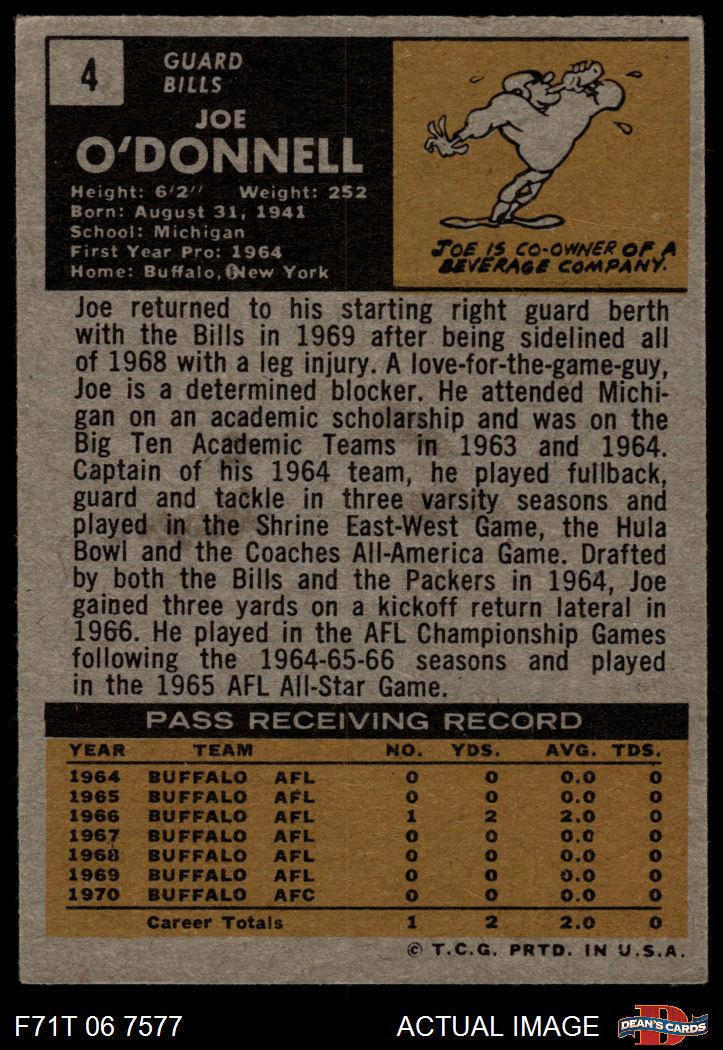 4
GUARD
BILLS
JOE
O'DONNELL
Height: 6'2'' Weight: 252
Born: August 31, 1941
School: Michigan
First Year Pro: 1964
Home: Buffalo, New York
JOE IS CO-OWNER OF A
BEVERAGE COMPANY.
Joe returned to his starting right guard berth
with the Bills in 1969 after being sidelined all
of 1968 with a leg injury. A love-for-the-game-guy,
Joe is a determined blocker. He attended Michi-
gan on an academic scholarship and was on the
Big Ten Academic Teams in 1963 and 1964.
Captain of his 1964 team, he played fullback,
guard and tackle in three varsity seasons and
played in the Shrine East-West Game, the Hula
Bowl and the Coaches All-America Game. Drafted
by both the Bills and the Packers in 1964, Joe
gained three yards on a kickoff return lateral in
1966. He played in the AFL Championship Games
following the 1964-65-66 seasons and played
in the 1965 AFL All-Star Game.
PASS RECEIVING RECORD
YEAR TEAM NO. YDS. AVG. TDS.
1964 BUFFALO AFL 0 0 0.0 0
1965 BUFFALO AFL 0 0 0.0 0
1966 BUFFALO AFL 1 2 2.0 0
1967 BUFFALO AFL 0 0 0.0 0
1968 BUFFALO AFL 0 0 0.0 0
1969 BUFFALO AFL 0 0 0.0 0
1970 BUFFALO AFC 0 0 0.0 0
Career Totals 1 2 2.0 0
© T.C.G. PRTD. IN U.S.A.
F71T 06 7577 ACTUAL IMAGE D DEAN'S CARDS